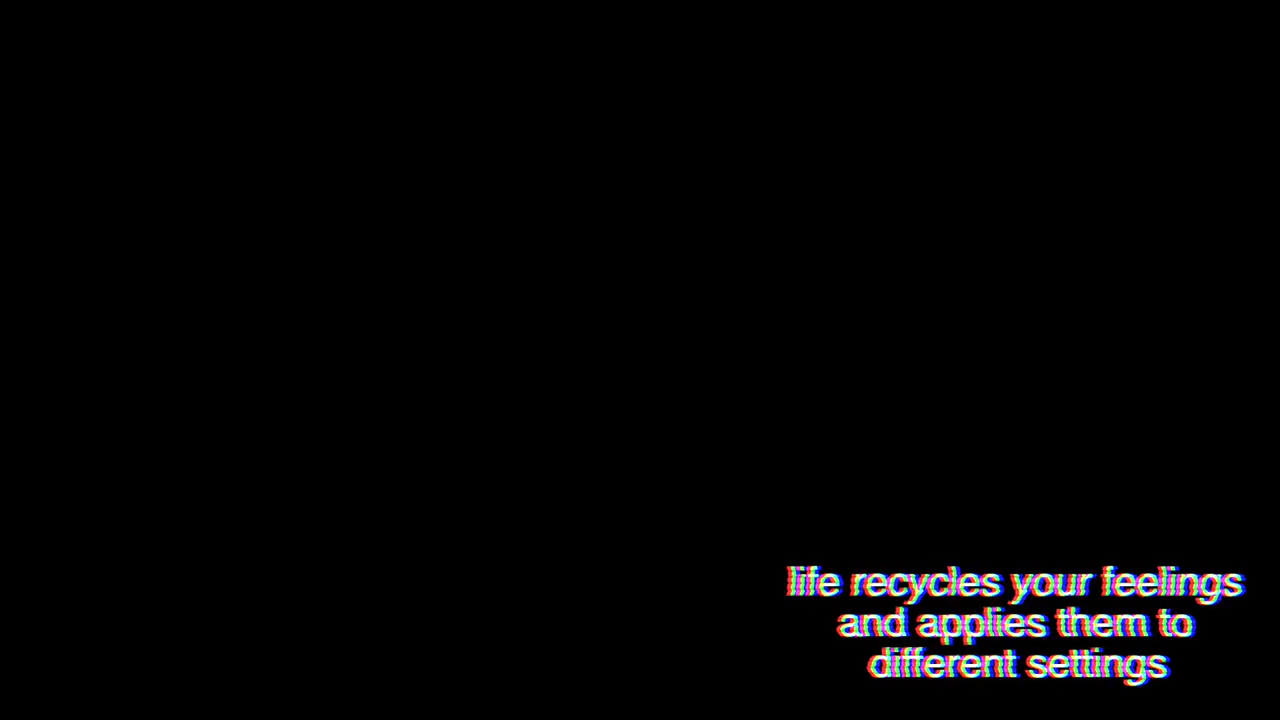 life recycles your feelings
and applies them to
different settings